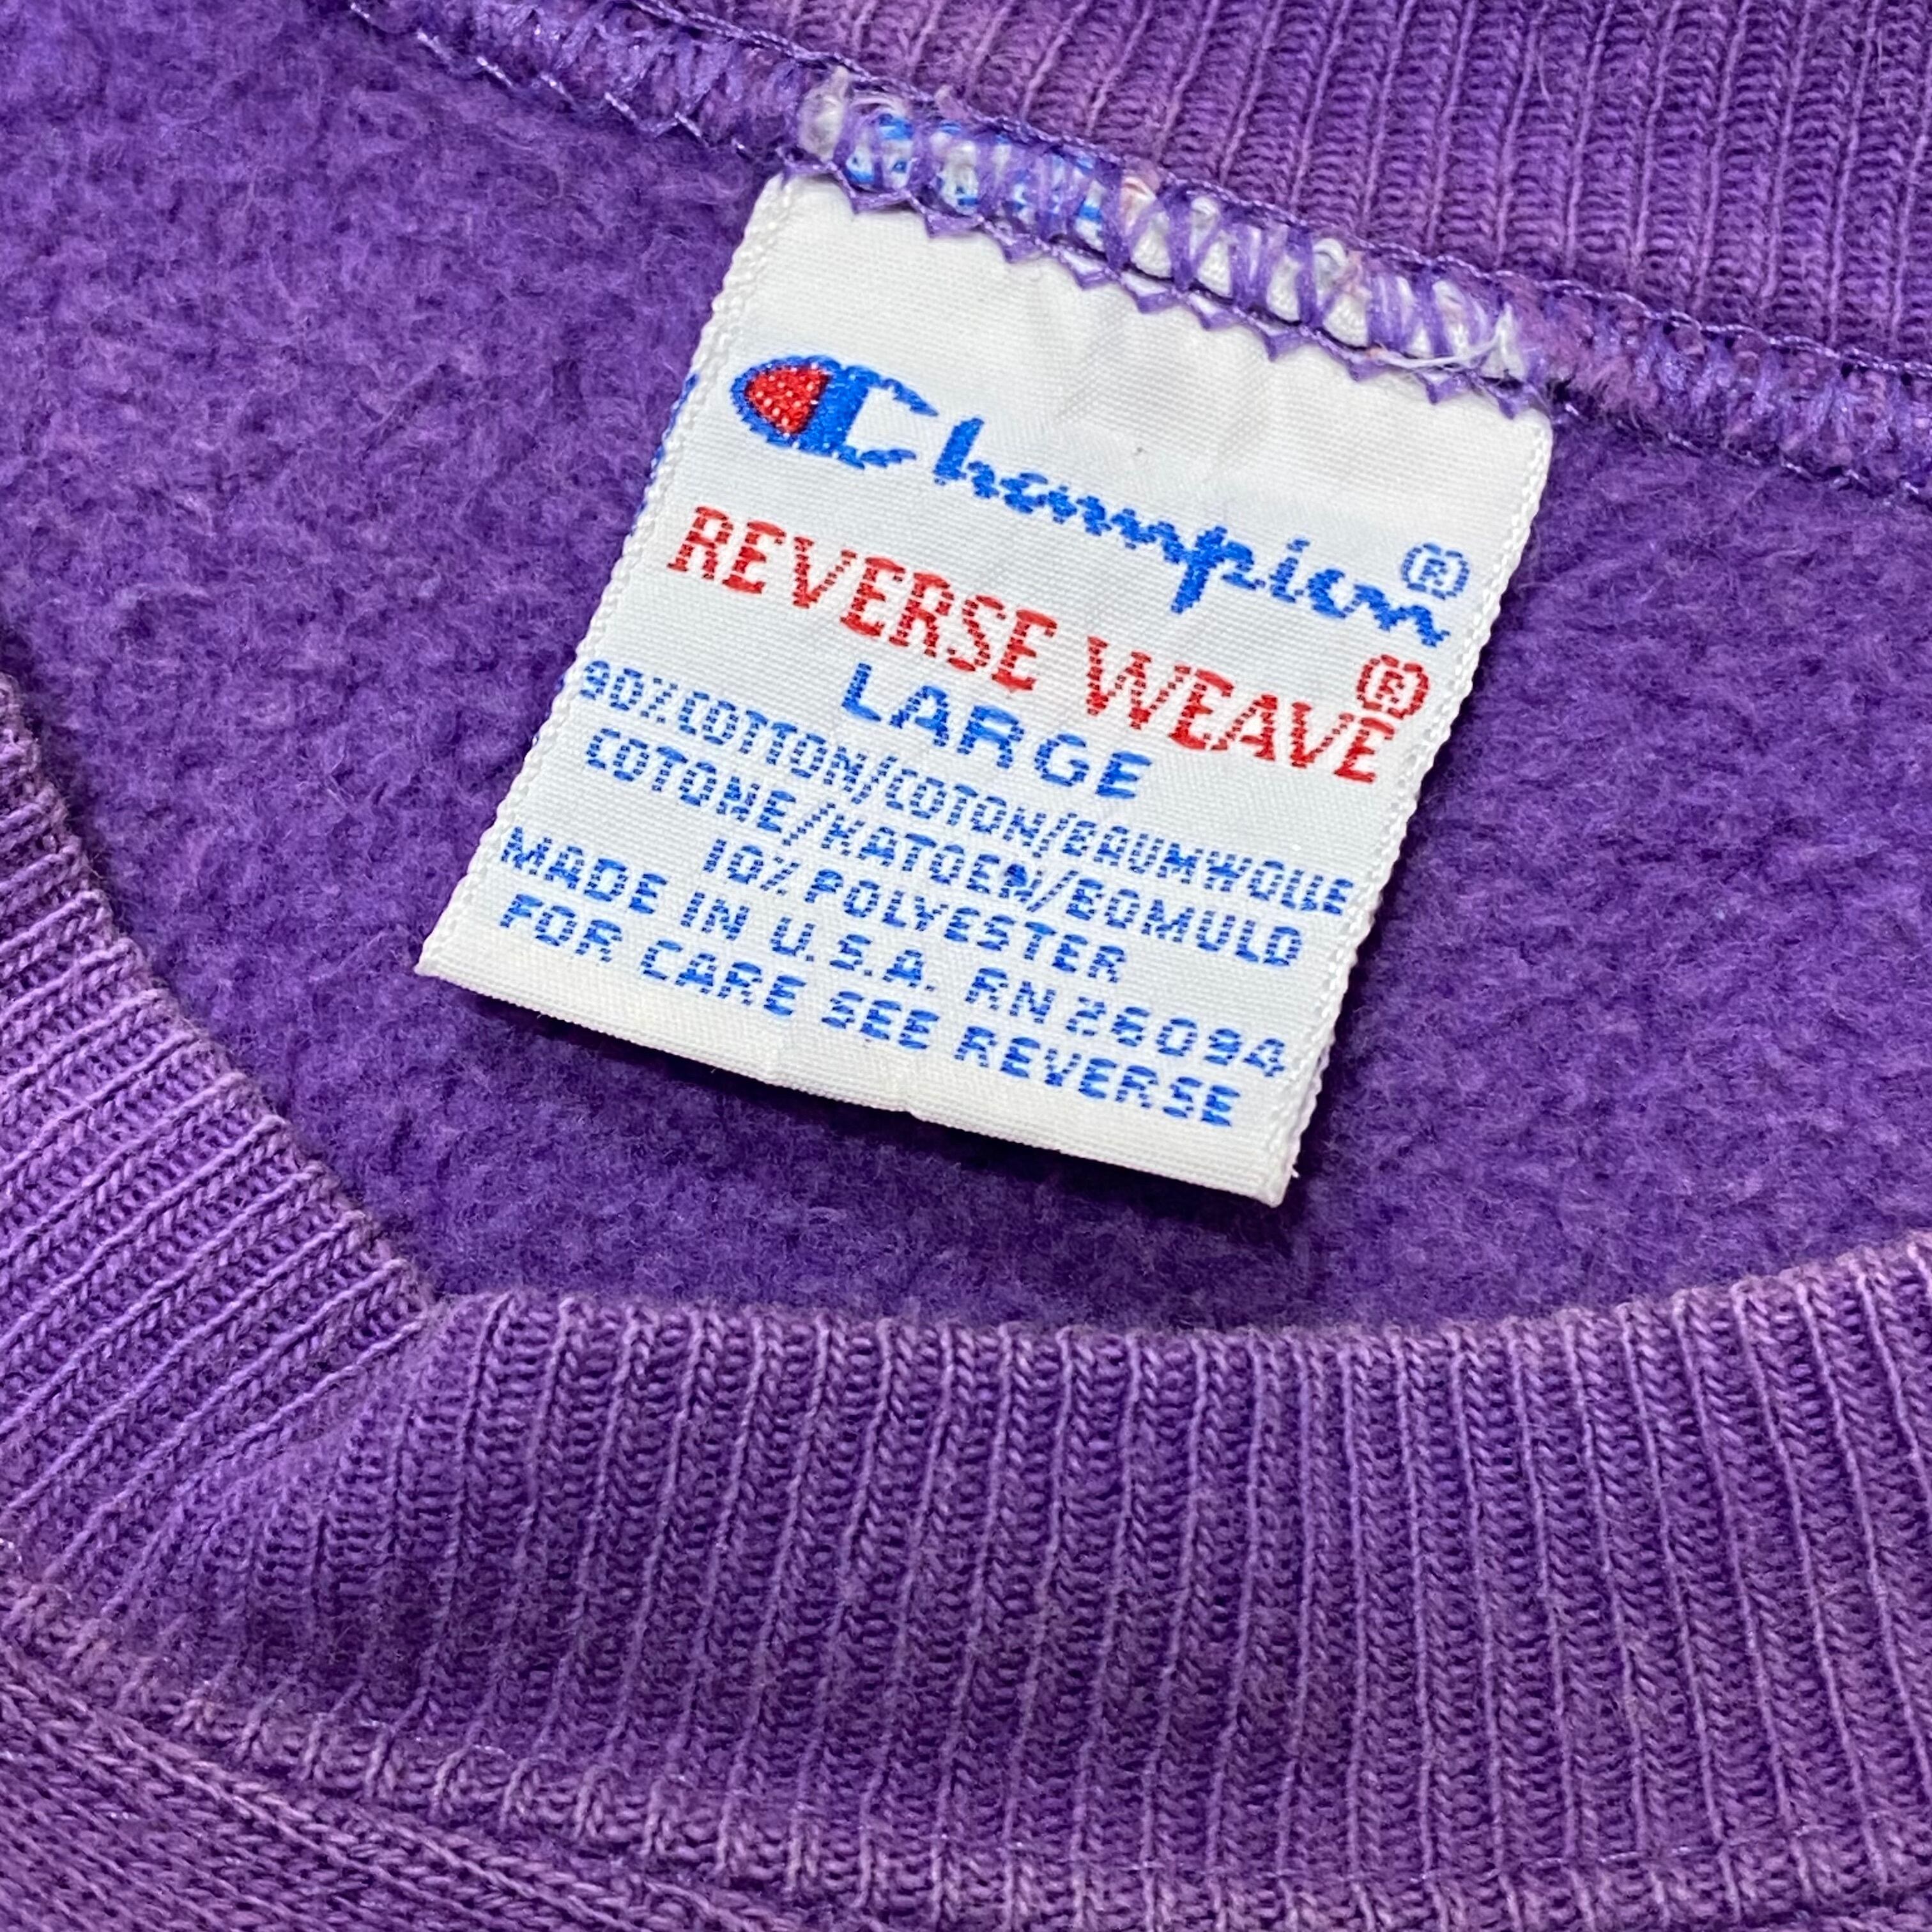 Champion®
REVERSE WEAVE®
LARGE
90% COTTON/COTON/BAUMWOLLE
COTONE/KATOEN/BOMULD
10% POLYESTER
MADE IN U.S.A. RN 26094
FOR CARE SEE REVERSE